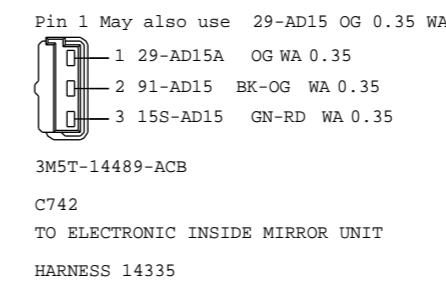 Pin 1 May also use 29-AD15 OG 0.35 WA
1 29-AD15A OG WA 0.35
2 91-AD15 BK-OG WA 0.35
3 15S-AD15 GN-RD WA 0.35
3M5T-14489-ACB
C742
TO ELECTRONIC INSIDE MIRROR UNIT
HARNESS 14335